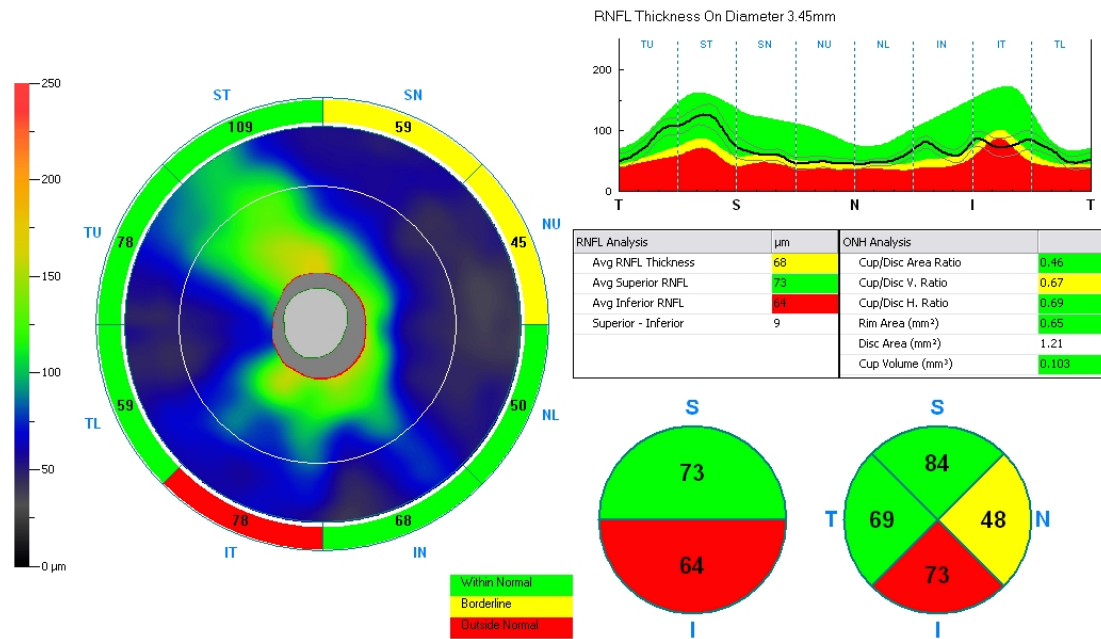 RNFL Thickness On Diameter 3.45mm
TU ST SN NU NL IN IT TL
200
100
0
T S N I T
250
200
150
100
50
0 µm
ST SN
109 59
TU NU
78 45
TL NL
59 50
78 68
IT IN
RNFL Analysis µm
Avg RNFL Thickness 68
Avg Superior RNFL 73
Avg Inferior RNFL 64
Superior - Inferior 9
ONH Analysis
Cup/Disc Area Ratio 0.46
Cup/Disc V. Ratio 0.67
Cup/Disc H. Ratio 0.69
Rim Area (mm²) 0.65
Disc Area (mm²) 1.21
Cup Volume (mm³) 0.103
S
73
64
I
S
84
T 69 48 N
73
I
Within Normal
Borderline
Outside Normal